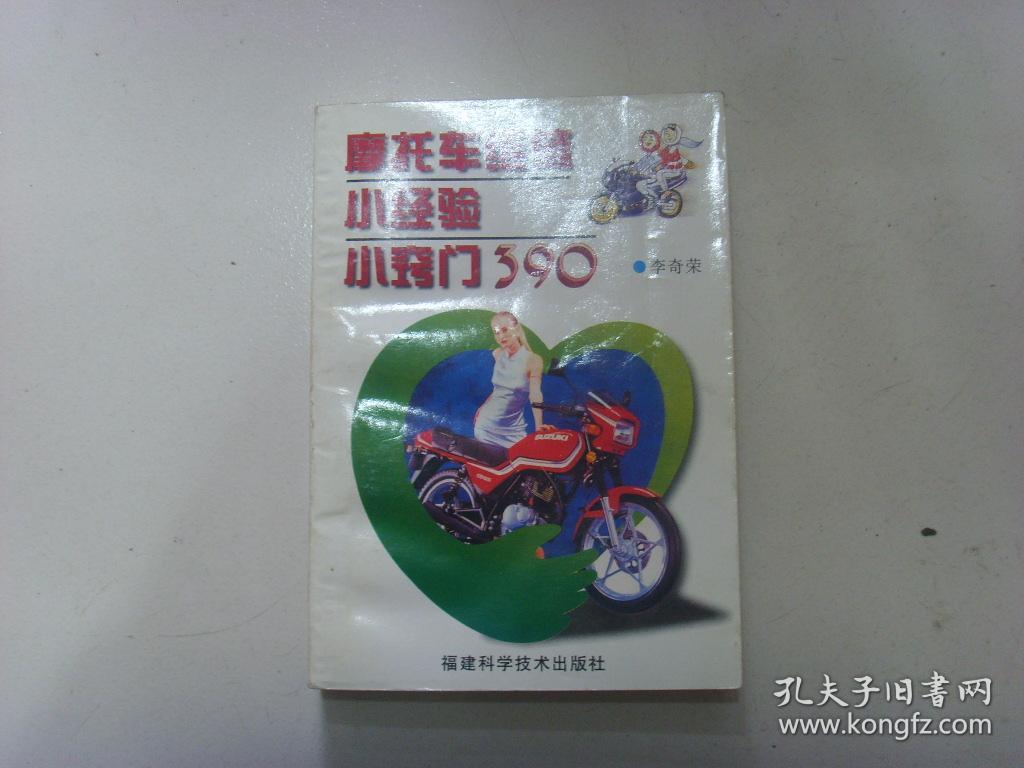 摩托车维修
小经验
小窍门390
李奇荣
SUZUKI
福建科学技术出版社
孔夫子旧书网
www.kongfz.com